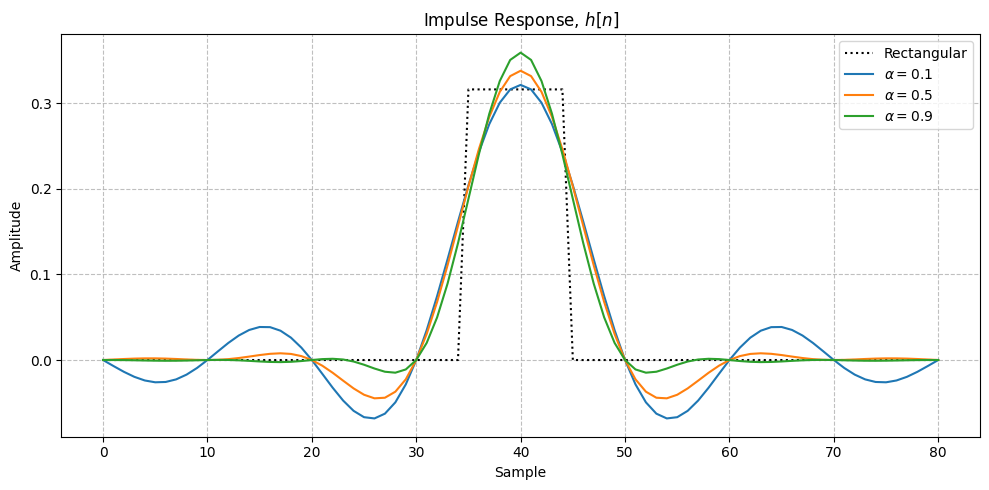 Impulse Response, h[n]
Rectangular
α = 0.1
α = 0.5
α = 0.9
Amplitude
0.3
0.2
0.1
0.0
0 10 20 30 40 50 60 70 80
Sample